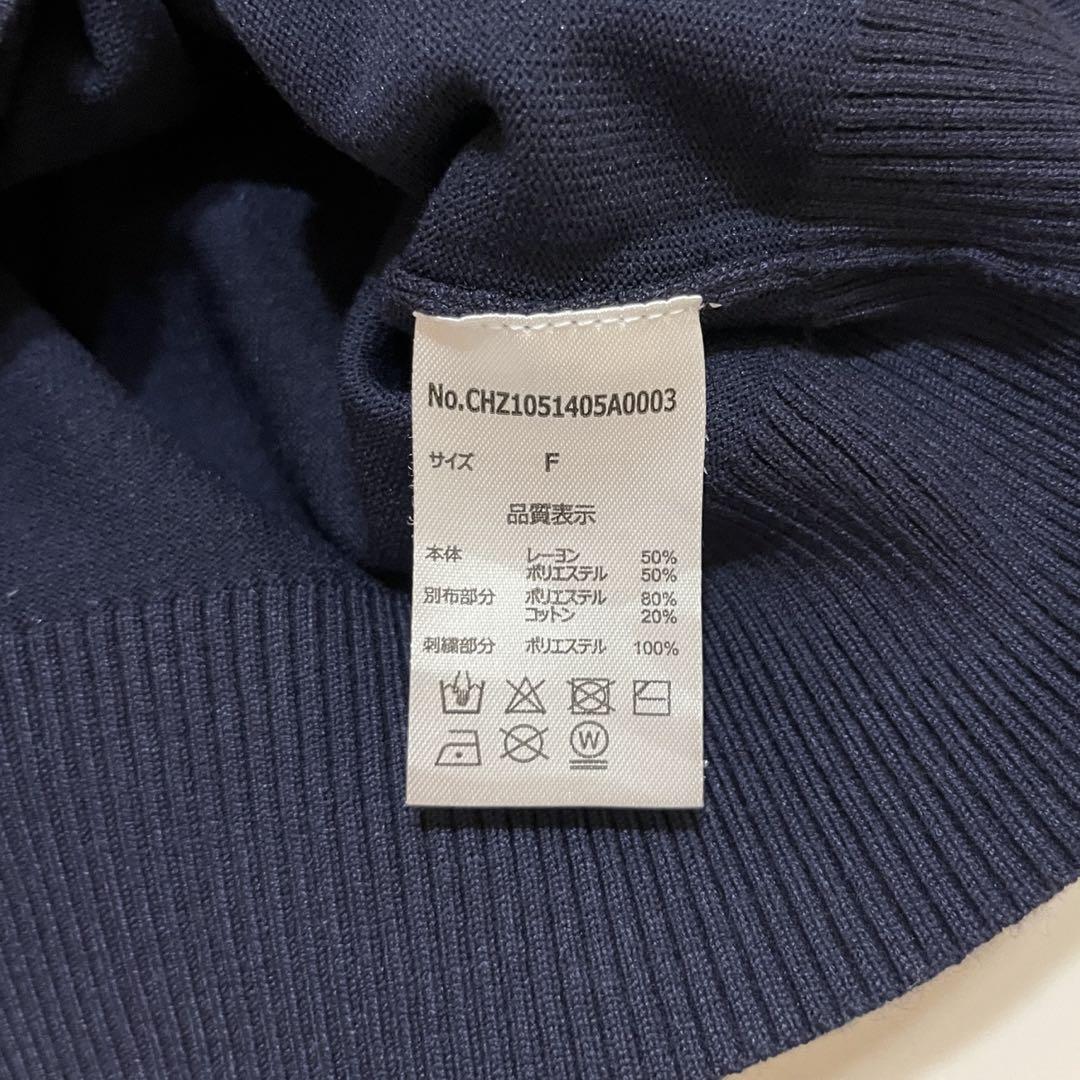 No.CHZ1051405A0003
サイズ F
品質表示
本体 レーヨン 50%
ポリエステル 50%
別布部分 ポリエステル 80%
コットン 20%
刺繍部分 ポリエステル 100%
W